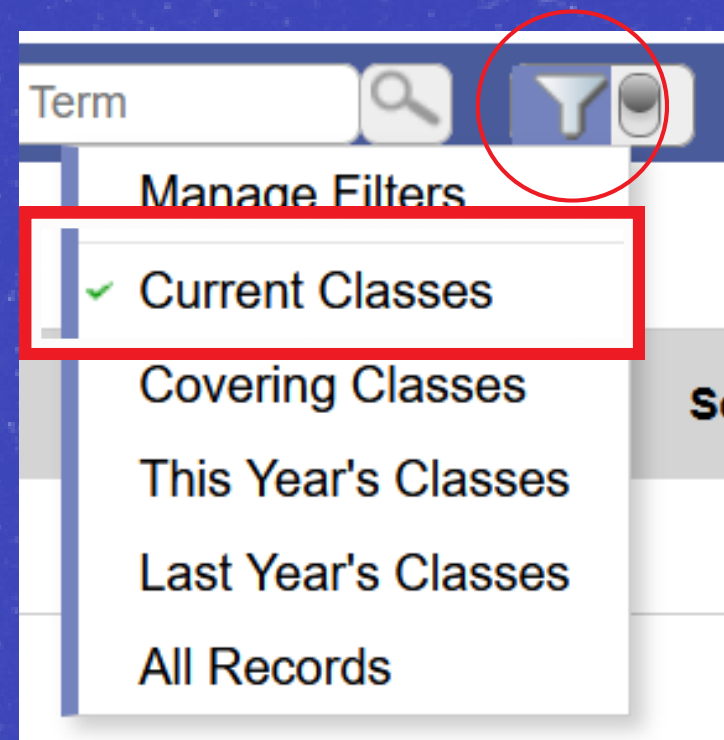 Term
Manage Filters
Current Classes
Covering Classes
This Year's Classes
Last Year's Classes
All Records